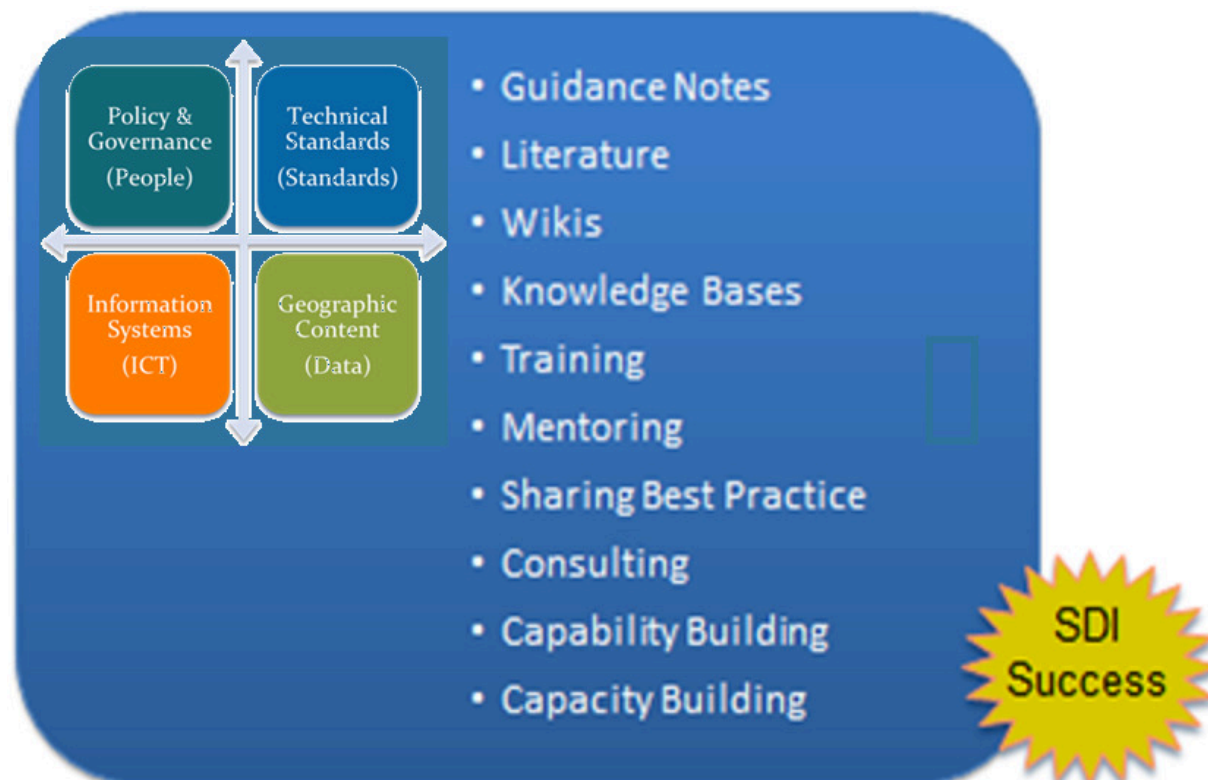 Policy &
Governance
(People)
Technical
Standards
(Standards)
Information
Systems
(ICT)
Geographic
Content
(Data)
• Guidance Notes
• Literature
• Wikis
• Knowledge Bases
• Training
• Mentoring
• Sharing Best Practice
• Consulting
• Capability Building
• Capacity Building
SDI
Success